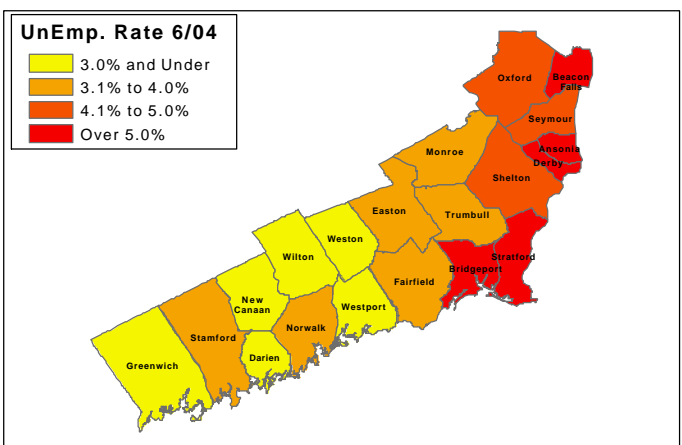 UnEmp. Rate 6/04
3.0% and Under
3.1% to 4.0%
4.1% to 5.0%
Over 5.0%
Oxford
Beacon
Falls
Seymour
Ansonia
Derby
Monroe
Shelton
Easton
Trumbull
Weston
Wilton
Stratford
Bridgeport
Fairfield
New
Canaan
Westport
Norwalk
Stamford
Darien
Greenwich